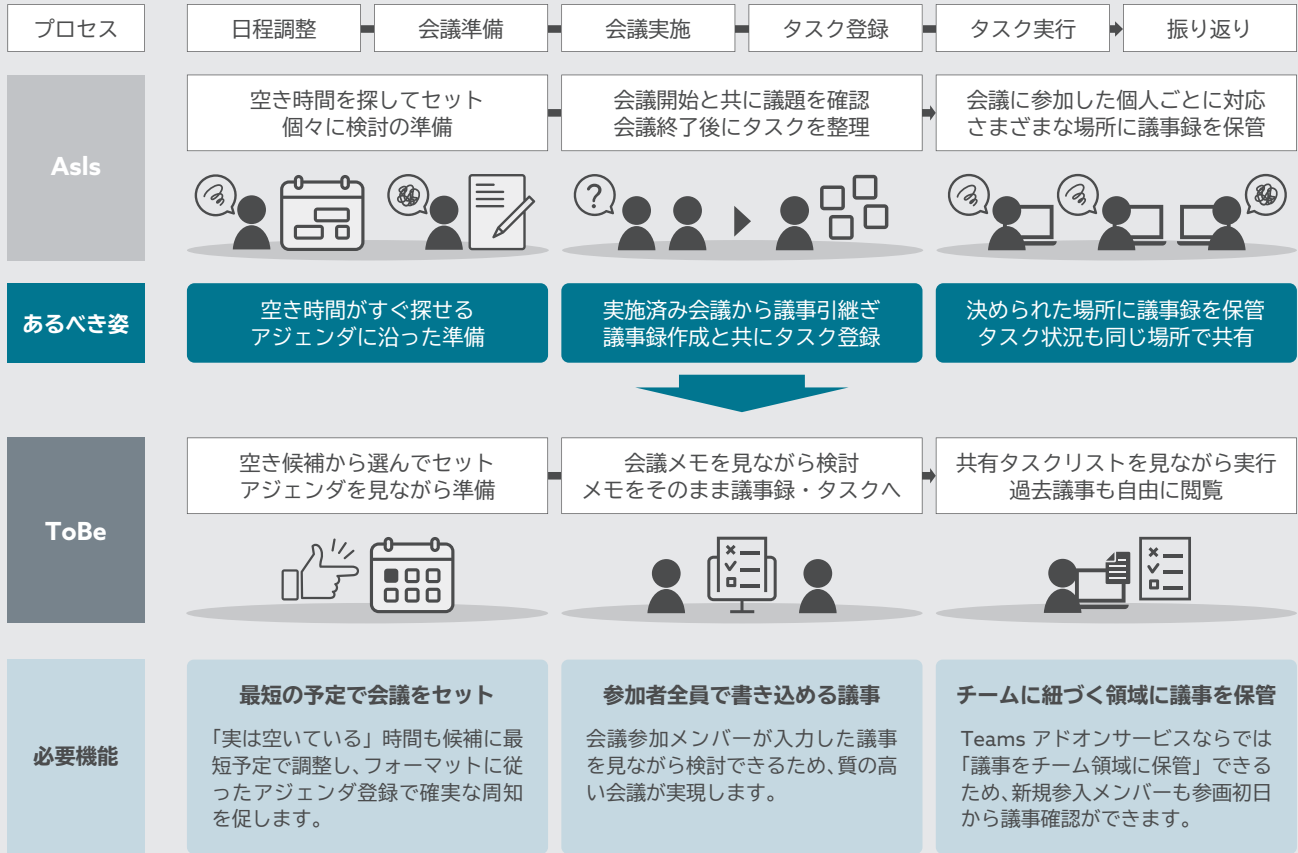 プロセス
日程調整
会議準備
会議実施
タスク登録
タスク実行
振り返り
AsIs
空き時間を探してセット
個々に検討の準備
会議開始と共に議題を確認
会議終了後にタスクを整理
会議に参加した個人ごとに対応
さまざまな場所に議事録を保管
?
あるべき姿
空き時間がすぐ探せる
アジェンダに沿った準備
実施済み会議から議事引継ぎ
議事録作成と共にタスク登録
決められた場所に議事録を保管
タスク状況も同じ場所で共有
ToBe
空き候補から選んでセット
アジェンダを見ながら準備
会議メモを見ながら検討
メモをそのまま議事録・タスクへ
共有タスクリストを見ながら実行
過去議事も自由に閲覧
必要機能
最短の予定で会議をセット
「実は空いている」時間も候補に最
短予定で調整し、フォーマットに従
ったアジェンダ登録で確実な周知
を促します。
参加者全員で書き込める議事
会議参加メンバーが入力した議事
を見ながら検討できるため、質の高
い会議が実現します。
チームに紐づく領域に議事を保管
Teams アドオンサービスならでは
「議事をチーム領域に保管」できる
ため、新規参入メンバーも参画初日
から議事確認ができます。